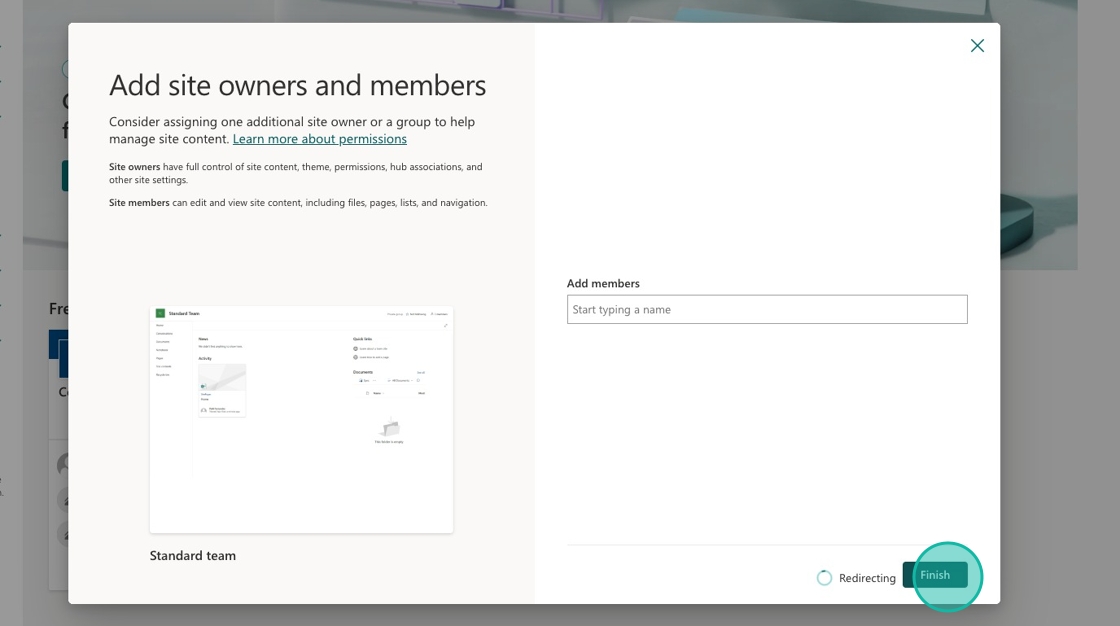 Add site owners and members
Consider assigning one additional site owner or a group to help
manage site content. Learn more about permissions
Site owners have full control of site content, theme, permissions, hub associations, and
other site settings.
Site members can edit and view site content, including files, pages, lists, and navigation.
Standard Team
News
Activity
Quick links
Documents
Standard team
Add members
Start typing a name
Redirecting
Finish
Fre